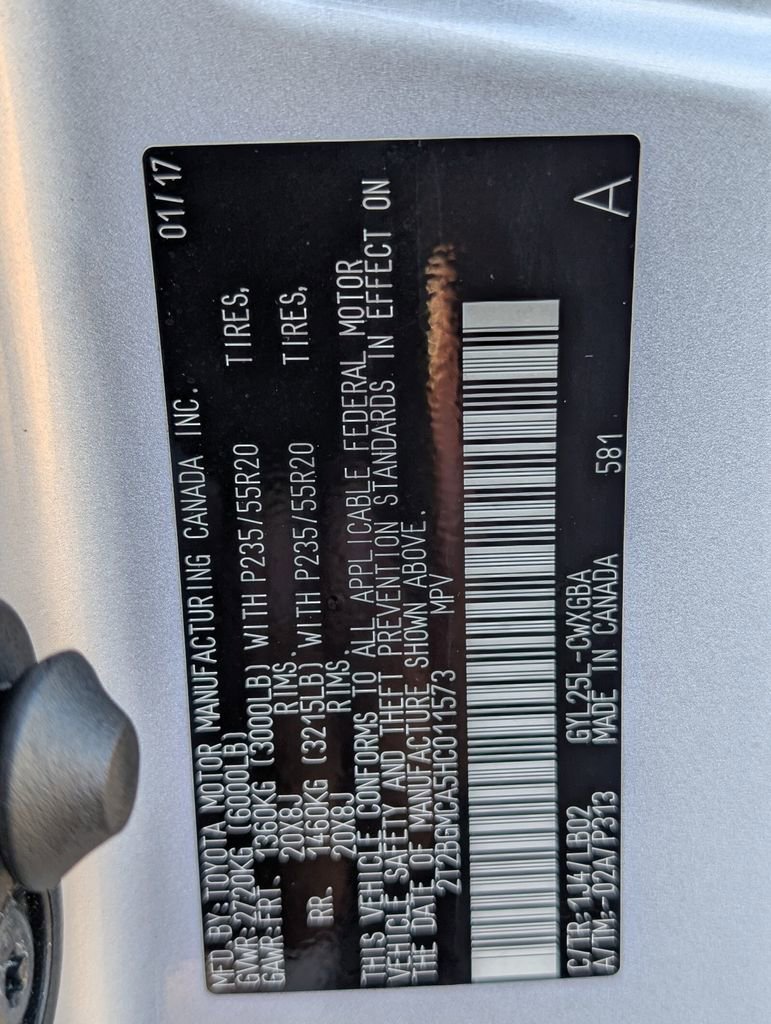 MFD. BY:TOYOTA MOTOR MANUFACTURING CANADA INC. 01/17
GVWR:2720KG (6000LB)
GAWR:FRT. 1360KG (3000LB) WITH P235/55R20 TIRES,
20X8J RIMS.
RR. 1460KG (3215LB) WITH P235/55R20 TIRES,
20X8J RIMS.
THIS VEHICLE CONFORMS TO ALL APPLICABLE FEDERAL MOTOR
VEHICLE SAFETY AND THEFT PREVENTION STANDARDS IN EFFECT ON
THE DATE OF MANUFACTURE SHOWN ABOVE.
2T2BGMCA5HC011573 MPV
C/TR:1J4/LB02 GYL25L-CWXGBA A
A/TM:-02A/P313 MADE IN CANADA 581